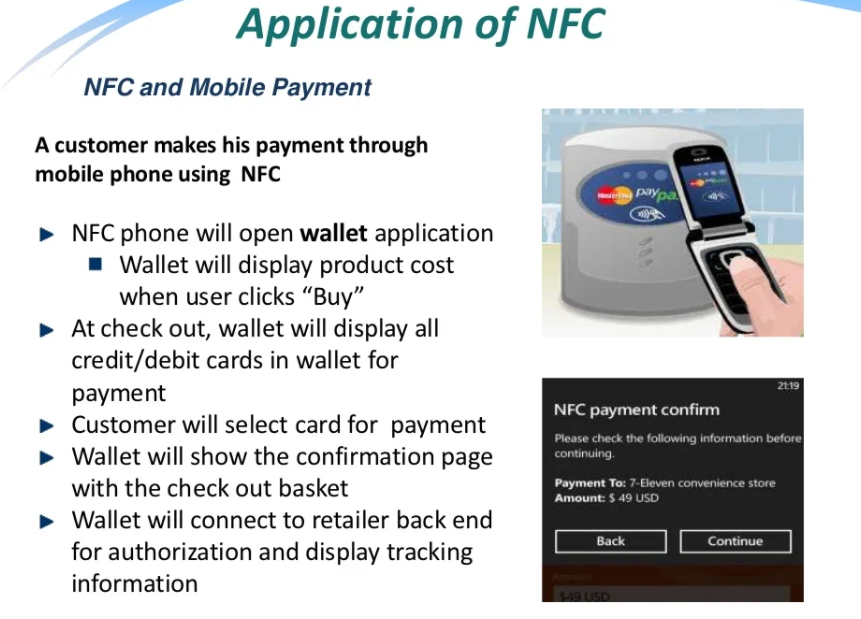 Application of NFC
NFC and Mobile Payment
A customer makes his payment through
mobile phone using NFC
NFC phone will open wallet application
Wallet will display product cost
when user clicks “Buy”
At check out, wallet will display all
credit/debit cards in wallet for
payment
Customer will select card for payment
Wallet will show the confirmation page
with the check out basket
Wallet will connect to retailer back end
for authorization and display tracking
information
NOKIA
MasterCard
paypa
21:19
NFC payment confirm
Please check the following information before
continuing.
Payment To: 7-Eleven convenience store
Amount: $ 49 USD
Back
Continue
Amount
$49 USD